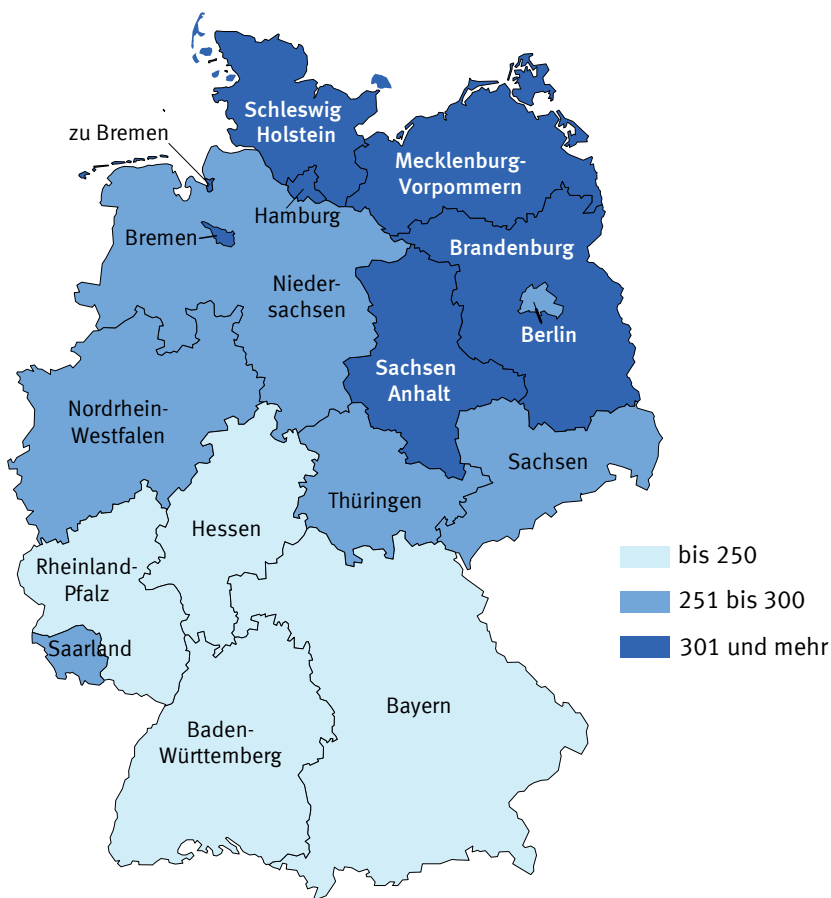 Schleswig
Holstein
zu Bremen
Mecklenburg-
Vorpommern
Hamburg
Bremen
Brandenburg
Nieder-
sachsen
Berlin
Sachsen
Anhalt
Nordrhein-
Westfalen
Sachsen
Thüringen
Hessen
Rheinland-
Pfalz
Saarland
Bayern
Baden-
Württemberg
bis 250
251 bis 300
301 und mehr